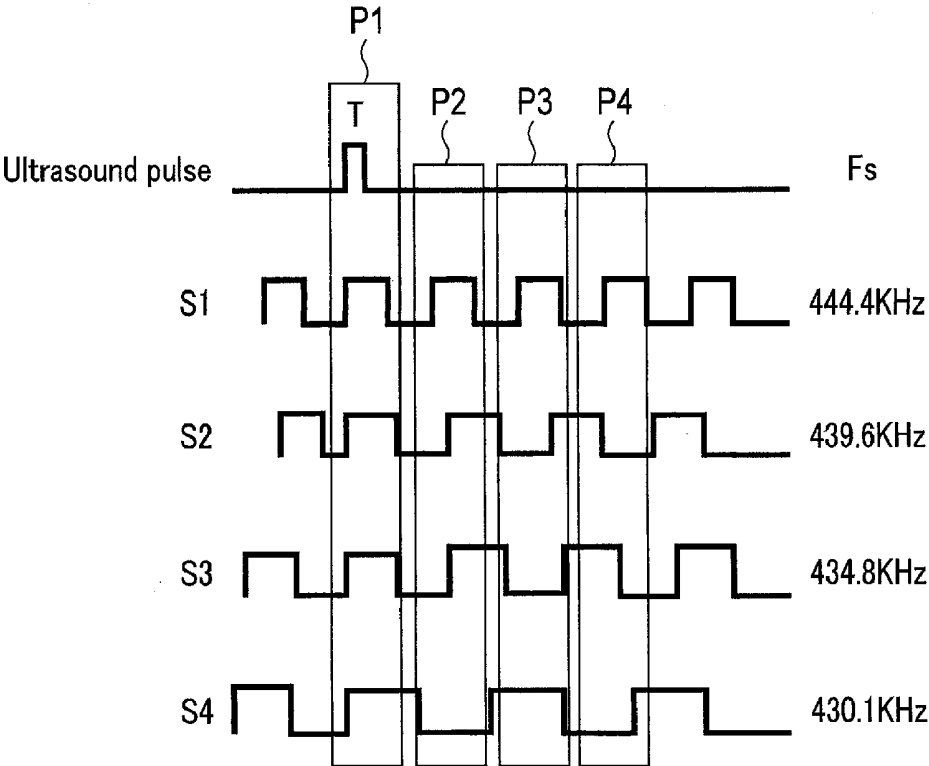 P1
P2 P3 P4
T
Ultrasound pulse Fs
S1 444.4KHz
S2 439.6KHz
S3 434.8KHz
S4 430.1KHz